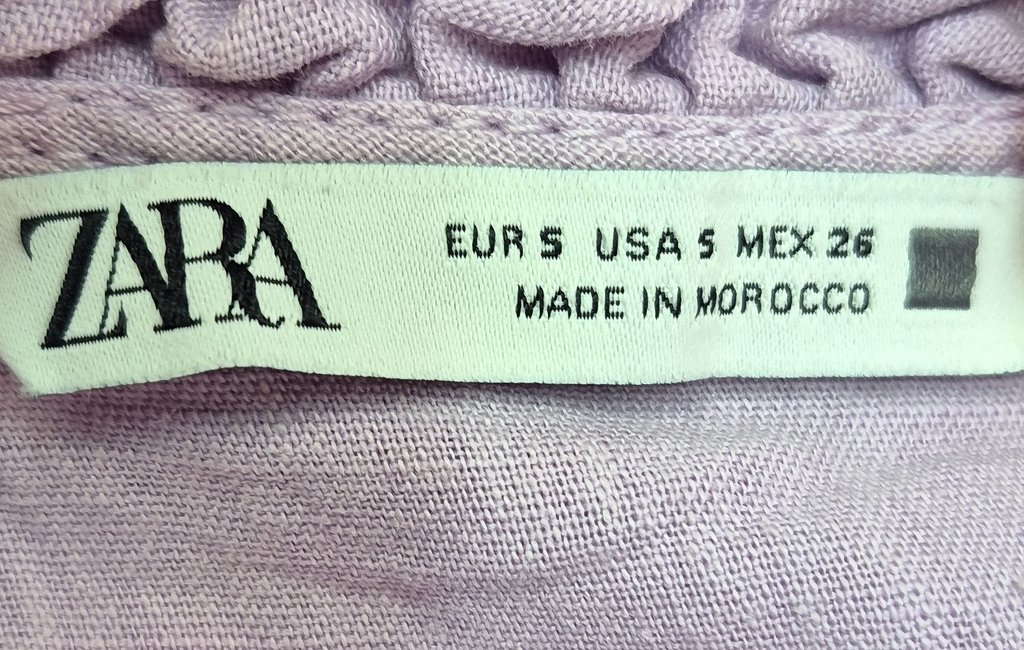 ZARA
EUR S USA S MEX 26
MADE IN MOROCCO